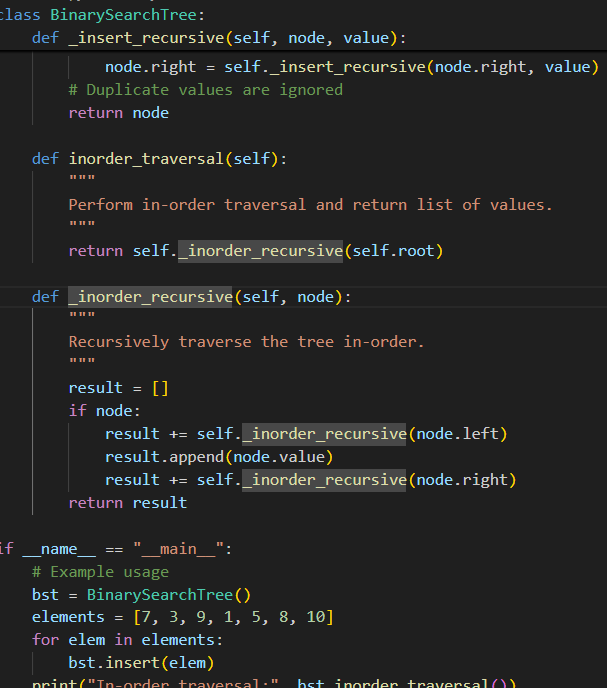 class BinarySearchTree:
    def _insert_recursive(self, node, value):
            node.right = self._insert_recursive(node.right, value)
        # Duplicate values are ignored
        return node
    def inorder_traversal(self):
        """
        Perform in-order traversal and return list of values.
        """
        return self._inorder_recursive(self.root)
    def _inorder_recursive(self, node):
        """
        Recursively traverse the tree in-order.
        """
        result = []
        if node:
            result += self._inorder_recursive(node.left)
            result.append(node.value)
            result += self._inorder_recursive(node.right)
        return result
if __name__ == "__main__":
    # Example usage
    bst = BinarySearchTree()
    elements = [7, 3, 9, 1, 5, 8, 10]
    for elem in elements:
        bst.insert(elem)
    print("In-order traversal:", bst.inorder_traversal())